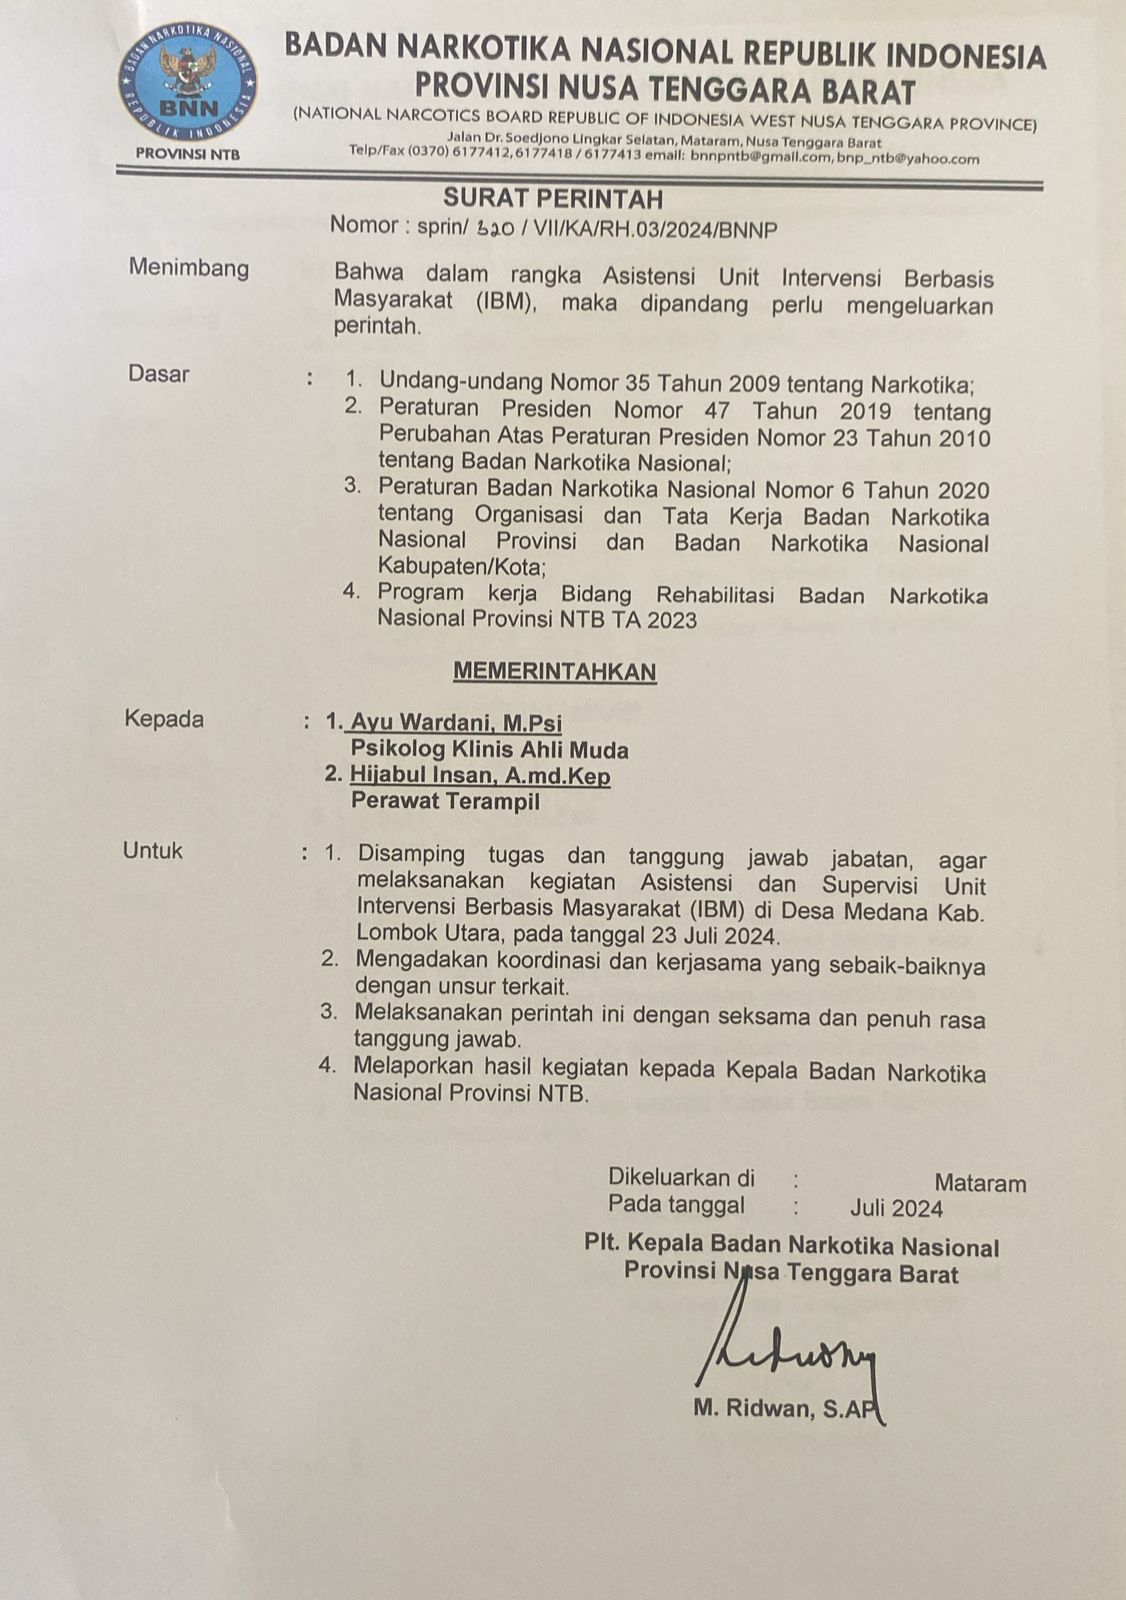 BADAN NARKOTIKA NASIONAL
BNN
REPUBLIK INDONESIA
PROVINSI NTB
BADAN NARKOTIKA NASIONAL REPUBLIK INDONESIA
PROVINSI NUSA TENGGARA BARAT
(NATIONAL NARCOTICS BOARD REPUBLIC OF INDONESIA WEST NUSA TENGGARA PROVINCE)
Jalan Dr. Soedjono Lingkar Selatan, Mataram, Nusa Tenggara Barat
Telp/Fax (0370) 6177412, 6177418 / 6177413 email: bnnpntb@gmail.com, bnp_ntb@yahoo.com
SURAT PERINTAH
Nomor : sprin/ 320 / VII/KA/RH.03/2024/BNNP
Menimbang Bahwa dalam rangka Asistensi Unit Intervensi Berbasis
Masyarakat (IBM), maka dipandang perlu mengeluarkan
perintah.
Dasar : 1. Undang-undang Nomor 35 Tahun 2009 tentang Narkotika;
2. Peraturan Presiden Nomor 47 Tahun 2019 tentang
Perubahan Atas Peraturan Presiden Nomor 23 Tahun 2010
tentang Badan Narkotika Nasional;
3. Peraturan Badan Narkotika Nasional Nomor 6 Tahun 2020
tentang Organisasi dan Tata Kerja Badan Narkotika
Nasional Provinsi dan Badan Narkotika Nasional
Kabupaten/Kota;
4. Program kerja Bidang Rehabilitasi Badan Narkotika
Nasional Provinsi NTB TA 2023
MEMERINTAHKAN
Kepada : 1. Ayu Wardani, M.Psi
Psikolog Klinis Ahli Muda
2. Hijabul Insan, A.md.Kep
Perawat Terampil
Untuk : 1. Disamping tugas dan tanggung jawab jabatan, agar
melaksanakan kegiatan Asistensi dan Supervisi Unit
Intervensi Berbasis Masyarakat (IBM) di Desa Medana Kab.
Lombok Utara, pada tanggal 23 Juli 2024.
2. Mengadakan koordinasi dan kerjasama yang sebaik-baiknya
dengan unsur terkait.
3. Melaksanakan perintah ini dengan seksama dan penuh rasa
tanggung jawab.
4. Melaporkan hasil kegiatan kepada Kepala Badan Narkotika
Nasional Provinsi NTB.
Dikeluarkan di : Mataram
Pada tanggal : Juli 2024
Plt. Kepala Badan Narkotika Nasional
Provinsi Nusa Tenggara Barat
M. Ridwan, S.AP